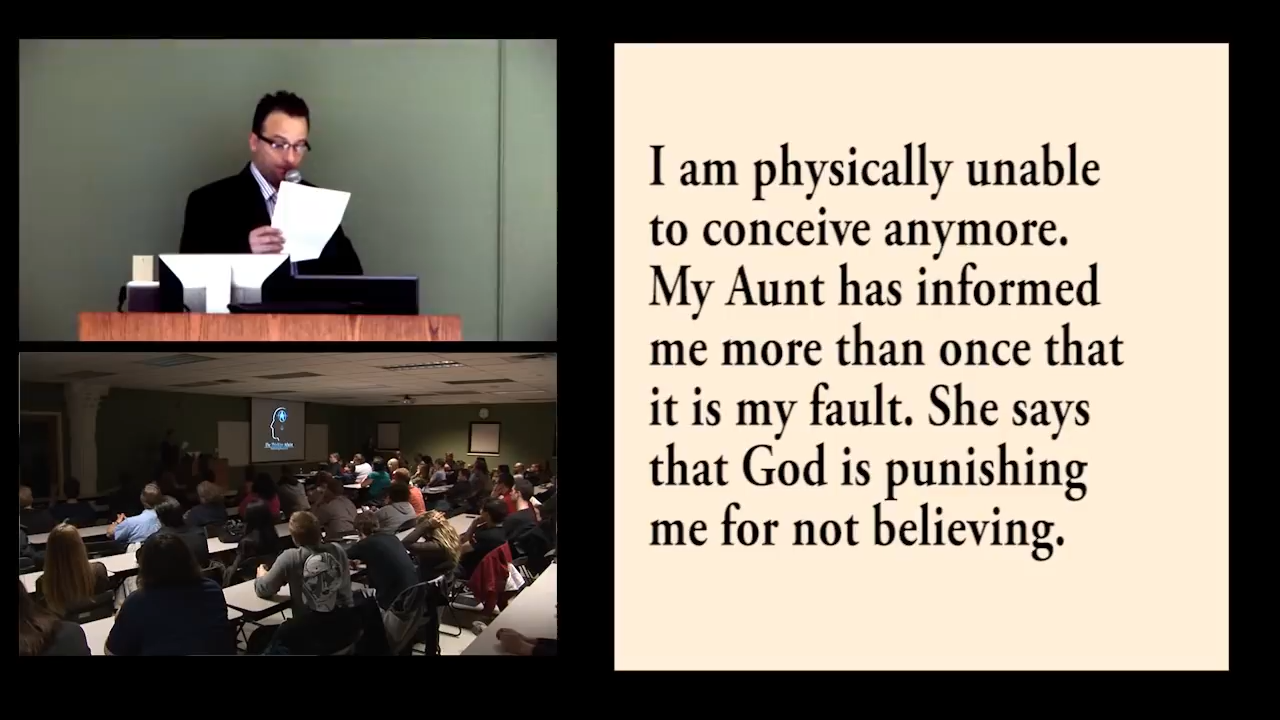 I am physically unable
to conceive anymore.
My Aunt has informed
me more than once that
it is my fault. She says
that God is punishing
me for not believing.